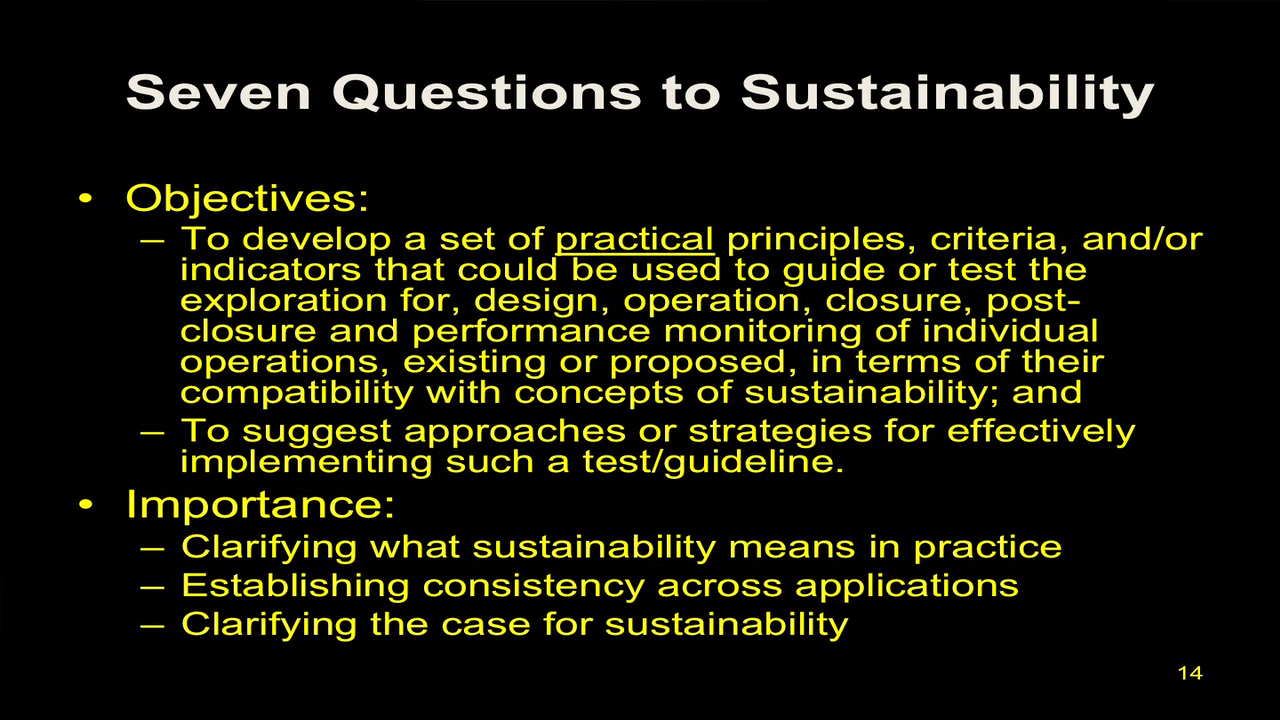 Seven Questions to Sustainability
• Objectives:
– To develop a set of practical principles, criteria, and/or
indicators that could be used to guide or test the
exploration for, design, operation, closure, post-
closure and performance monitoring of individual
operations, existing or proposed, in terms of their
compatibility with concepts of sustainability; and
– To suggest approaches or strategies for effectively
implementing such a test/guideline.
• Importance:
– Clarifying what sustainability means in practice
– Establishing consistency across applications
– Clarifying the case for sustainability
14